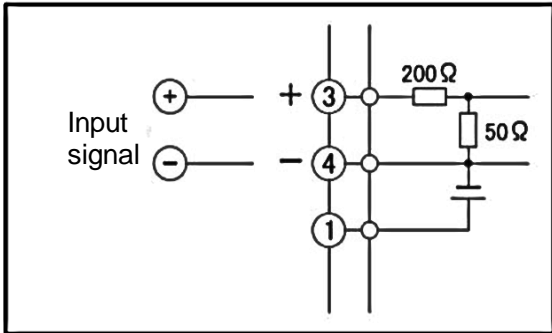 200Ω
+ + 3
Input
signal
50Ω
− − 4
1